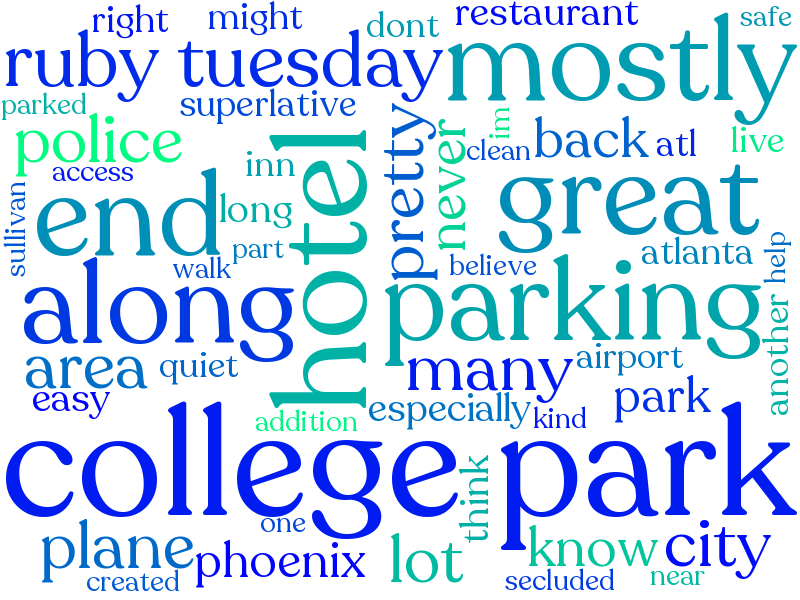 right might dont restaurant safe
ruby tuesday mostly
parked superlative
police hotel pretty never im clean back atl live
access inn
sullivan end long great
part atlanta
walk believe another help
along parking
area quiet many airport
easy especially park
addition kind
college park
one think
plane phoenix lot know city
created secluded near